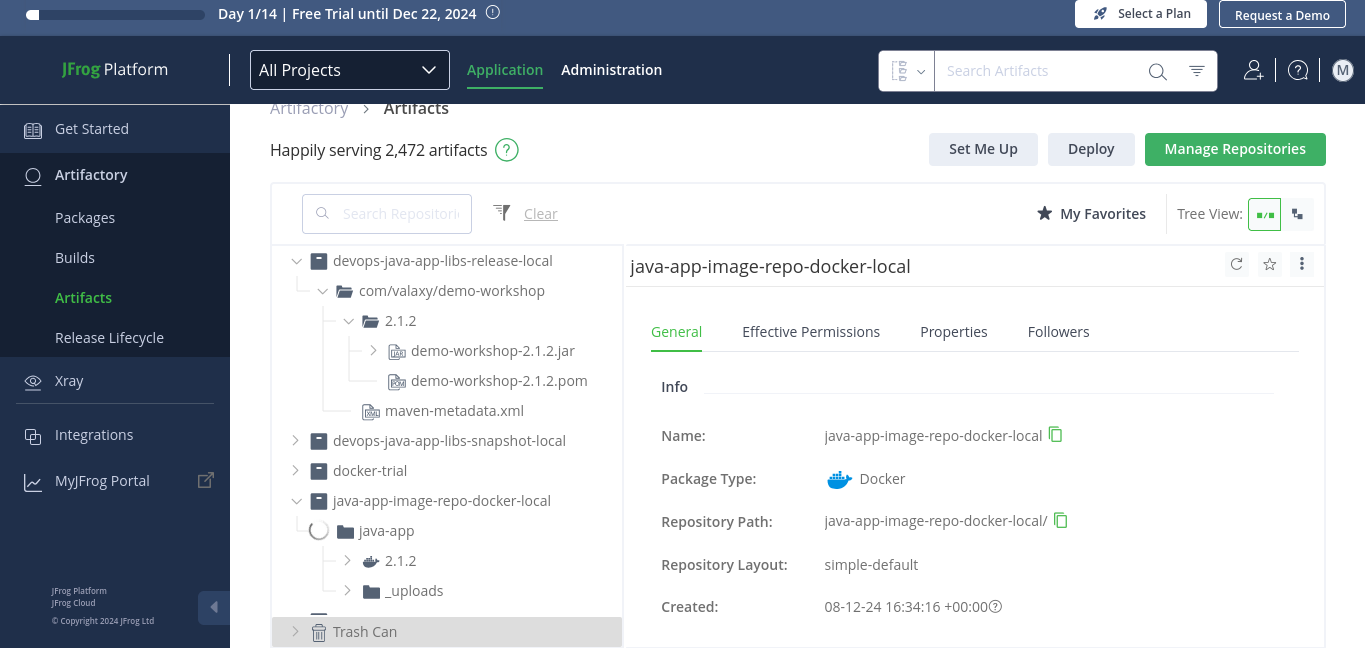 Day 1/14 | Free Trial until Dec 22, 2024
Select a Plan
Request a Demo
JFrog Platform
All Projects
Application
Administration
Search Artifacts
M
Get Started
Artifactory
Packages
Builds
Artifacts
Release Lifecycle
Xray
Integrations
MyJFrog Portal
JFrog Platform
JFrog Cloud
© Copyright 2024 JFrog Ltd
Artifactory > Artifacts
Happily serving 2,472 artifacts ?
Set Me Up
Deploy
Manage Repositories
Search Repositori
Clear
My Favorites
Tree View:
devops-java-app-libs-release-local
com/valaxy/demo-workshop
2.1.2
demo-workshop-2.1.2.jar
demo-workshop-2.1.2.pom
maven-metadata.xml
devops-java-app-libs-snapshot-local
docker-trial
java-app-image-repo-docker-local
java-app
2.1.2
_uploads
Trash Can
java-app-image-repo-docker-local
General
Effective Permissions
Properties
Followers
Info
Name: java-app-image-repo-docker-local
Package Type: Docker
Repository Path: java-app-image-repo-docker-local/
Repository Layout: simple-default
Created: 08-12-24 16:34:16 +00:00